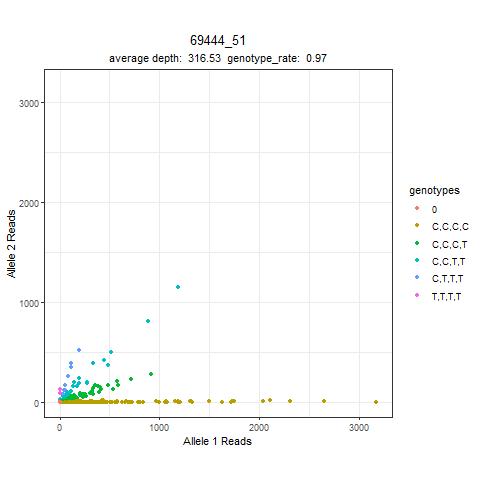 69444_51
average depth: 316.53 genotype_rate: 0.97
3000
2000
1000
0
Allele 2 Reads
0 1000 2000 3000
Allele 1 Reads
genotypes
0
C,C,C,C
C,C,C,T
C,C,T,T
C,T,T,T
T,T,T,T